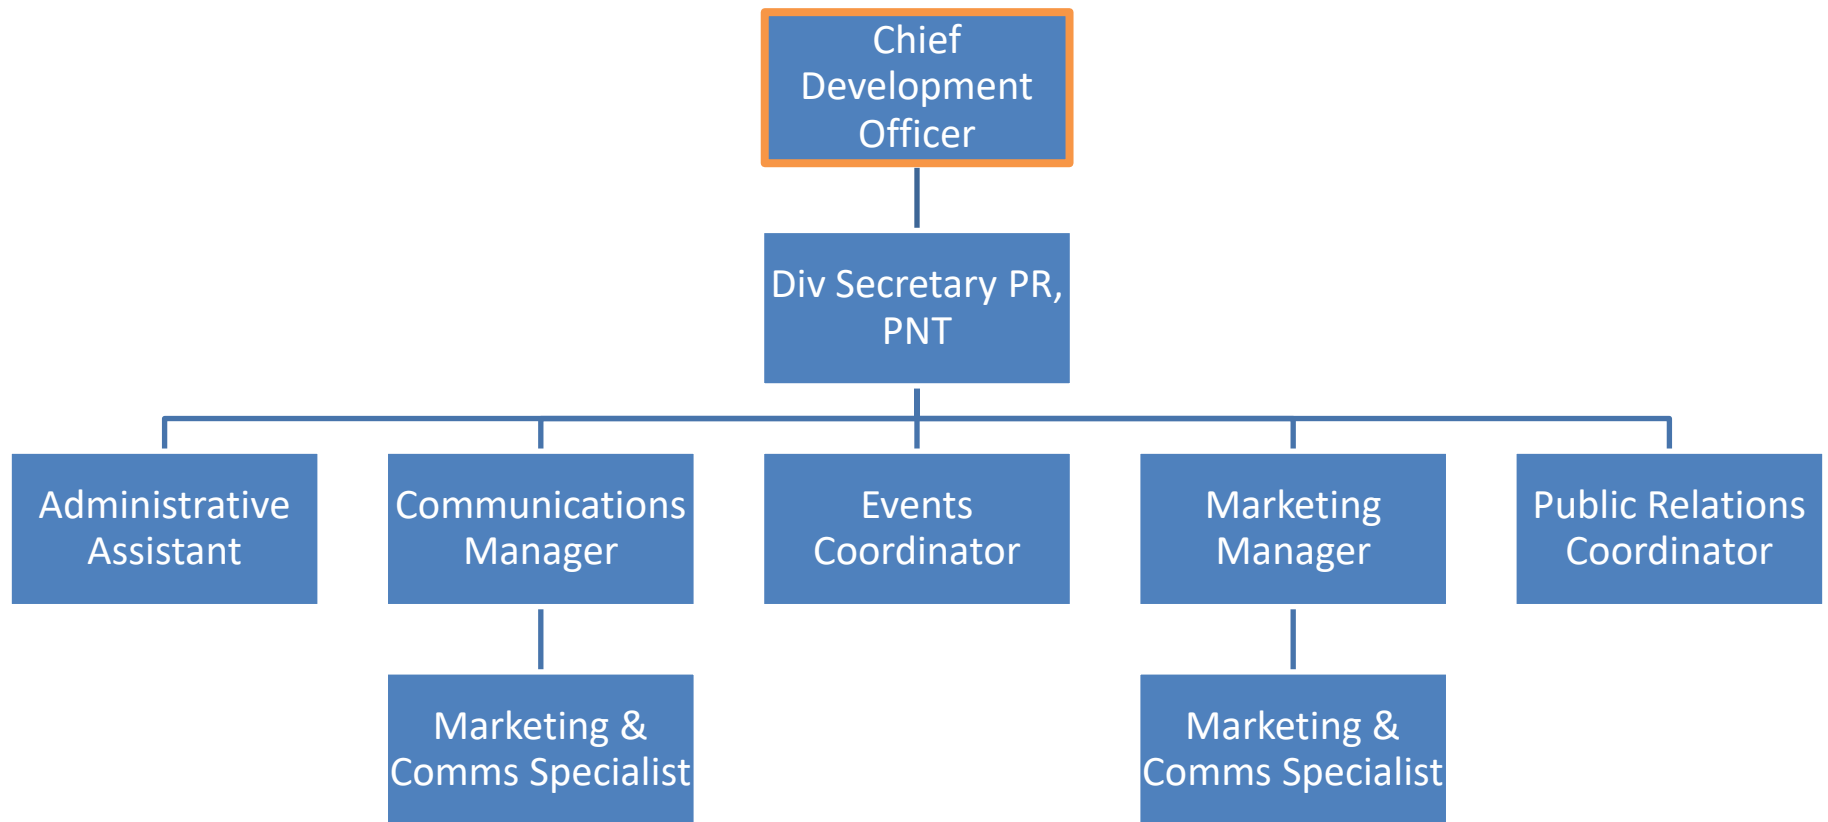 Chief
Development
Officer
Div Secretary PR,
PNT
Administrative
Assistant
Communications
Manager
Events
Coordinator
Marketing
Manager
Public Relations
Coordinator
Marketing &
Comms Specialist
Marketing &
Comms Specialist